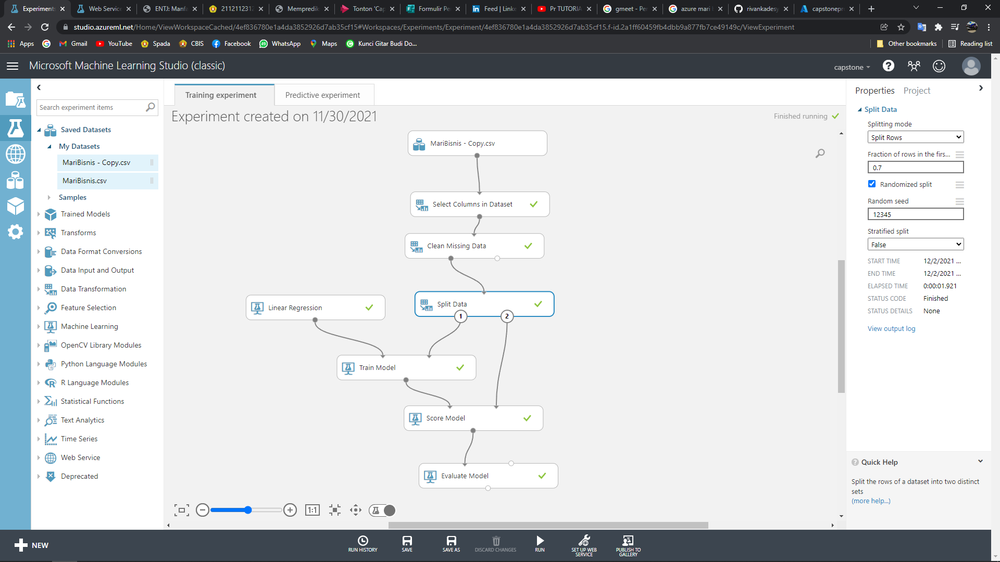 Experiments
Web Service
ENTJ: Manfa
2112112312
Mempredik
Tonton 'Cap
Formulir Pe
Feed | Linke
Pr TUTORIA
gmeet - Per
azure mari b
rivankadesy
capstonepr
studio.azureml.net/Home/ViewWorkspaceCached/4ef836780e1a4da3852926d7ab35cf15#Workspaces/Experiments/Experiment/4ef836780e1a4da3852926d7ab35cf15.f-id.2a1ff60459fb4dbb9a877fb7ce49149c/ViewExperiment
Apps
Gmail
YouTube
Spada
CBIS
Facebook
49
WhatsApp
Maps
Kunci Gitar Budi Do...
Other bookmarks
Reading list
Microsoft Machine Learning Studio (classic)
capstone
Search experiment items
Saved Datasets
My Datasets
MariBisnis - Copy.csv
MariBisnis.csv
Samples
Trained Models
Transforms
Data Format Conversions
Data Input and Output
Data Transformation
Feature Selection
Machine Learning
OpenCV Library Modules
Python Language Modules
R Language Modules
Statistical Functions
Text Analytics
Time Series
Web Service
Deprecated
Training experiment
Predictive experiment
Experiment created on 11/30/2021
Finished running
MariBisnis - Copy.csv
Select Columns in Dataset
Clean Missing Data
Linear Regression
Split Data
1
2
Train Model
Score Model
Evaluate Model
1:1
Properties
Project
Split Data
Splitting mode
Split Rows
Fraction of rows in the firs...
0.7
Randomized split
Random seed
12345
Stratified split
False
START TIME 12/2/2021 ...
END TIME 12/2/2021 ...
ELAPSED TIME 0:00:01.921
STATUS CODE Finished
STATUS DETAILS None
View output log
Quick Help
Split the rows of a dataset into two distinct
sets
(more help...)
NEW
RUN HISTORY
SAVE
SAVE AS
DISCARD CHANGES
RUN
SET UP WEB
SERVICE
PUBLISH TO
GALLERY